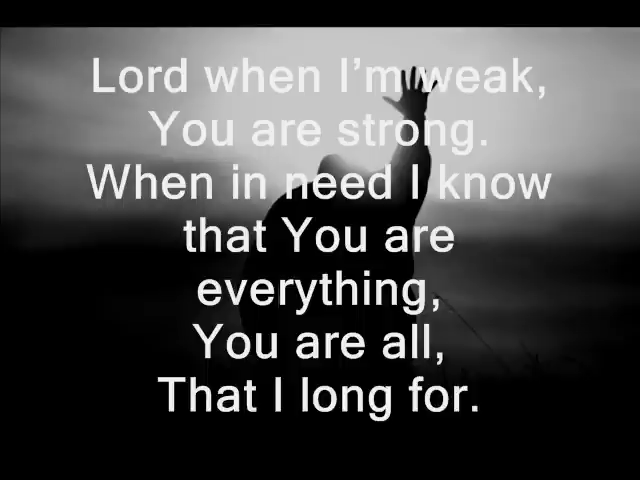 Lord when I’m weak,
You are strong.
When in need I know
that You are
everything,
You are all,
That I long for.